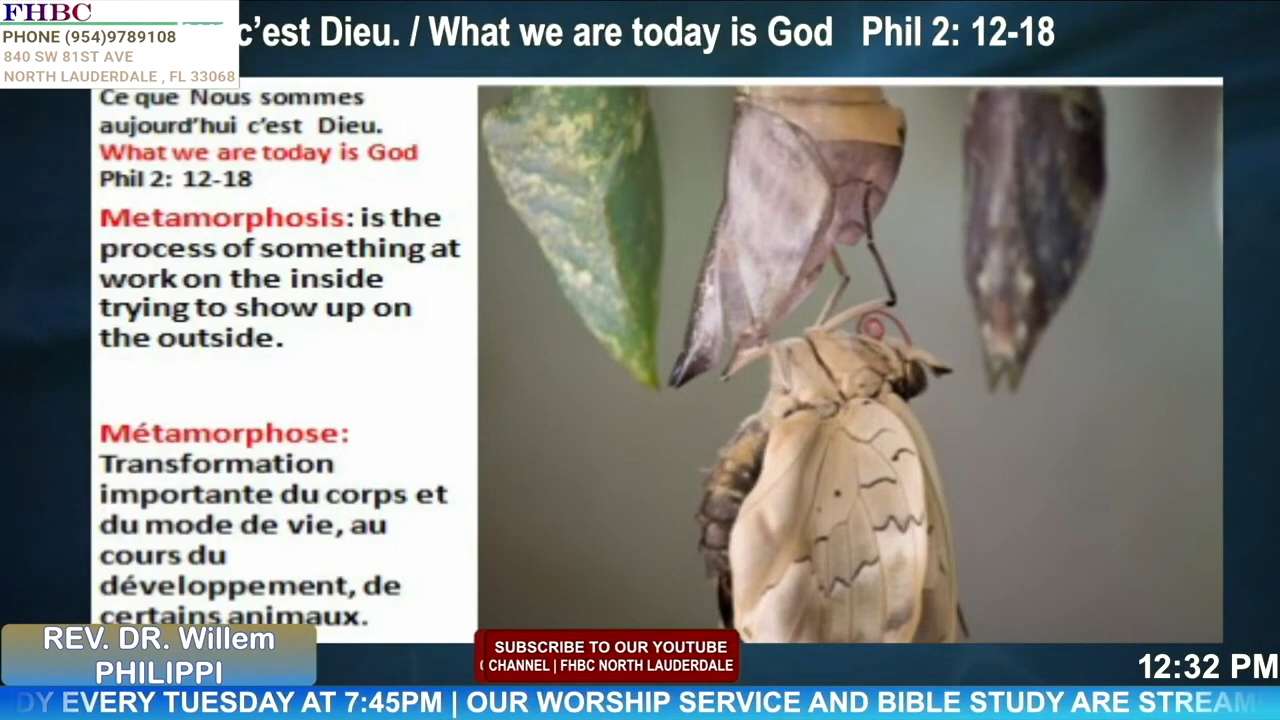 FHBC
PHONE (954)9789108
840 SW 81ST AVE
NORTH LAUDERDALE , FL 33068
c'est Dieu. / What we are today is God Phil 2: 12-18
Ce que Nous sommes
aujourd'hui c'est Dieu.
What we are today is God
Phil 2: 12-18
Metamorphosis: is the
process of something at
work on the inside
trying to show up on
the outside.
Métamorphose:
Transformation
importante du corps et
du mode de vie, au
cours du
développement, de
certains animaux.
REV. DR. Willem
PHILIPPI
SUBSCRIBE TO OUR YOUTUBE
CHANNEL | FHBC NORTH LAUDERDALE
12:32 PM
DY EVERY TUESDAY AT 7:45PM | OUR WORSHIP SERVICE AND BIBLE STUDY ARE STREAM